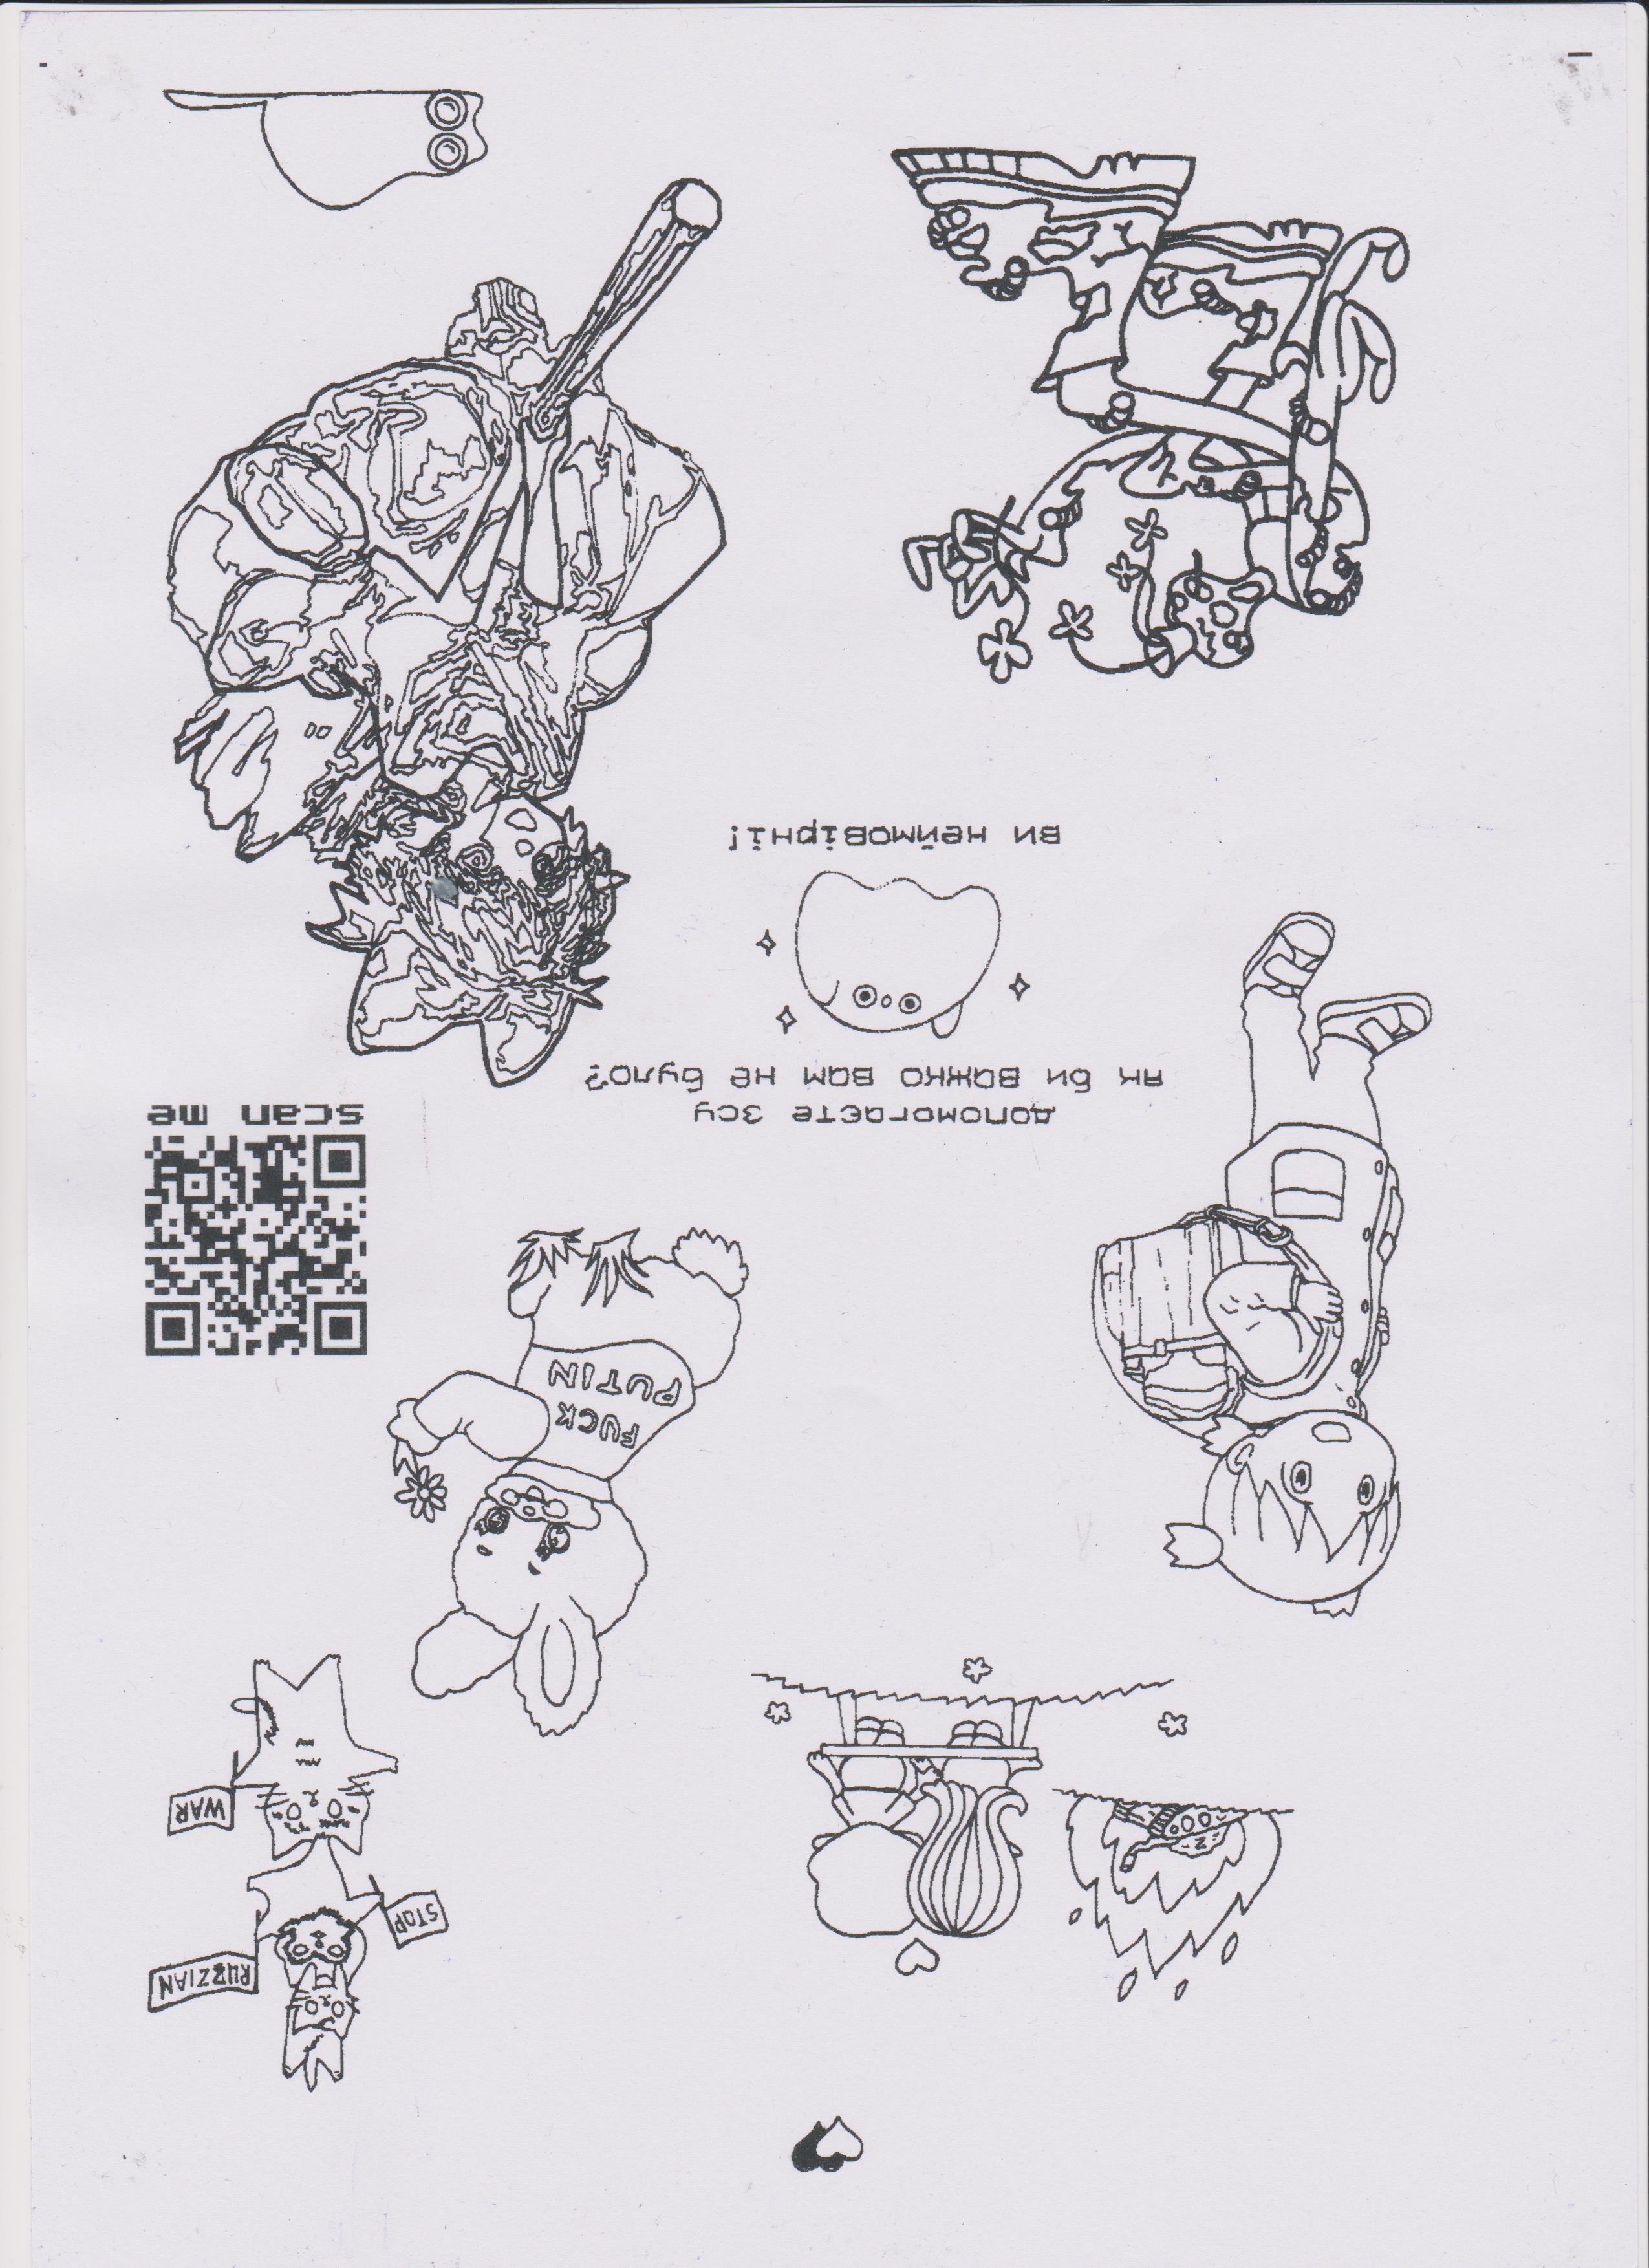 STOP
RUZZIAN
WAR
Z
FUCK
PUTIN
scan me
допомогаєте зсу
як би важко вам не було?
ви неймовірні!